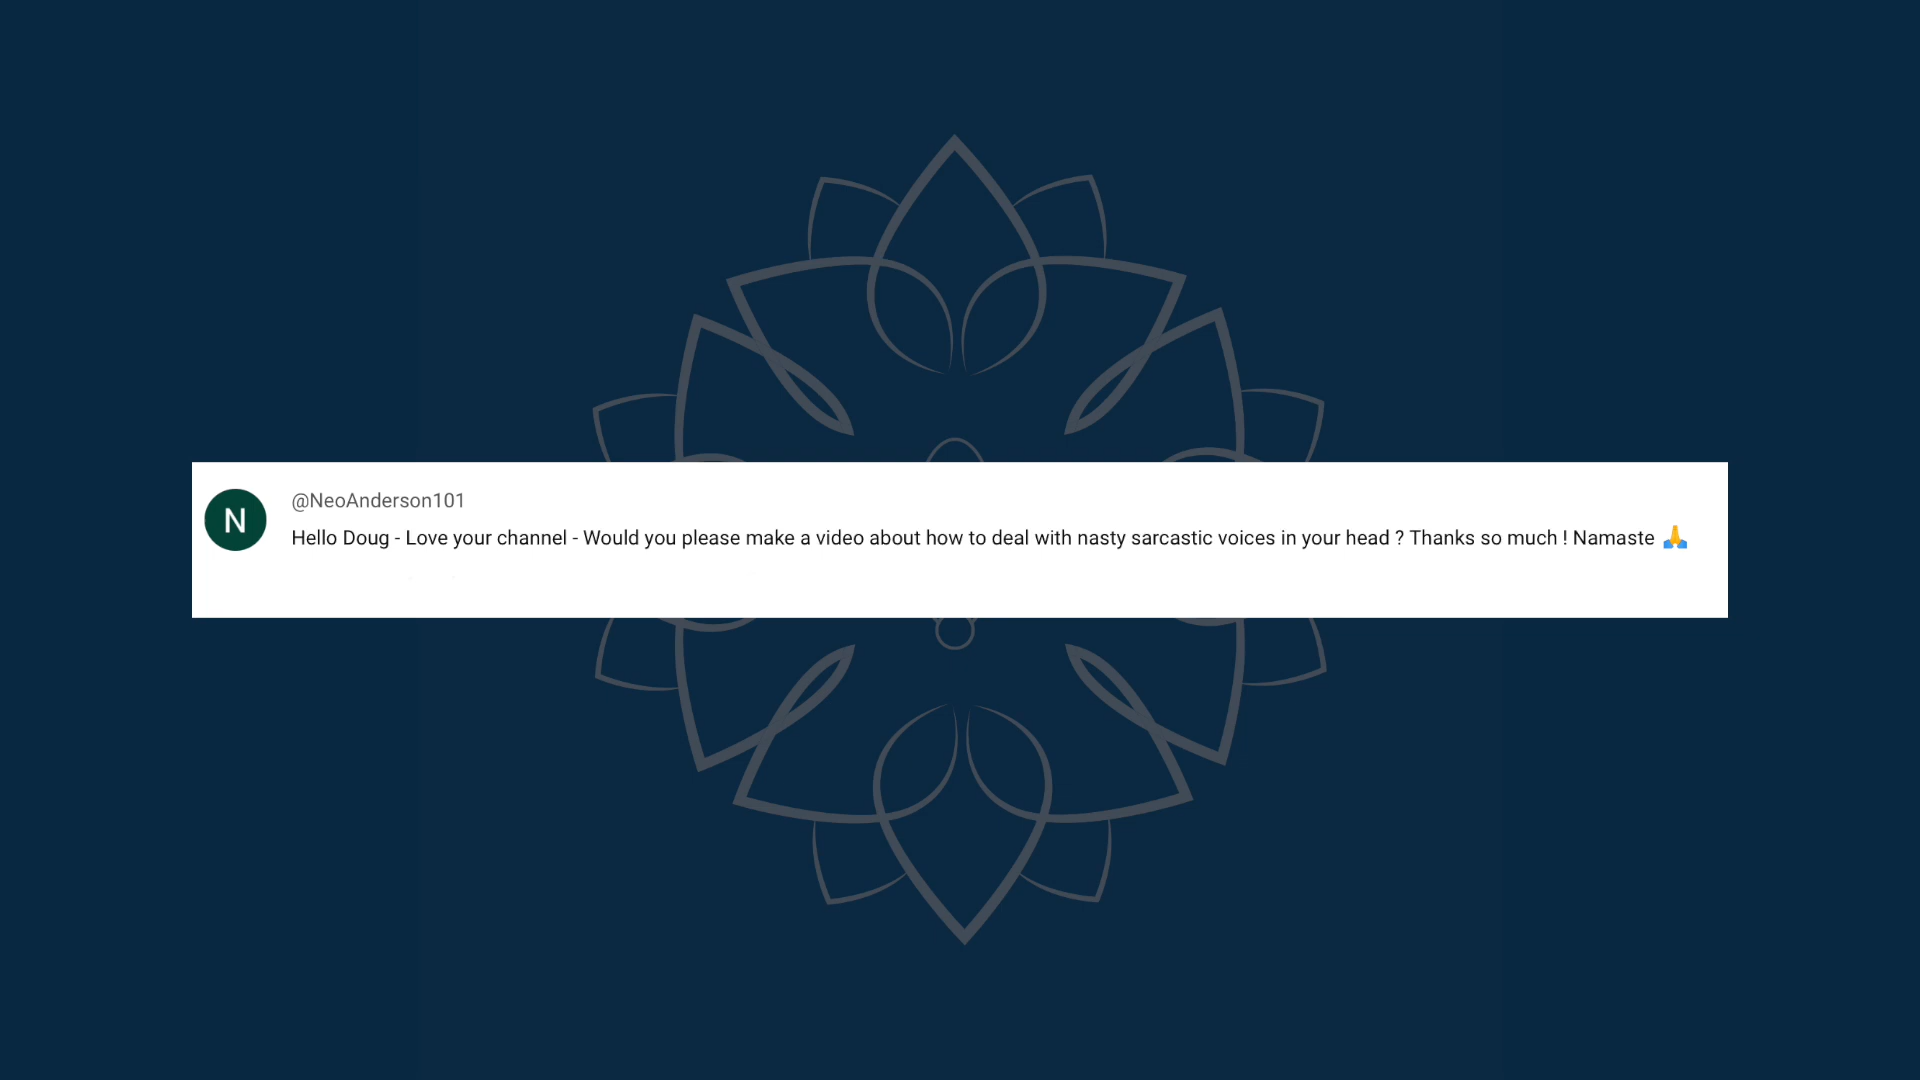 N
@NeoAnderson101
Hello Doug - Love your channel - Would you please make a video about how to deal with nasty sarcastic voices in your head ? Thanks so much ! Namaste 🙏